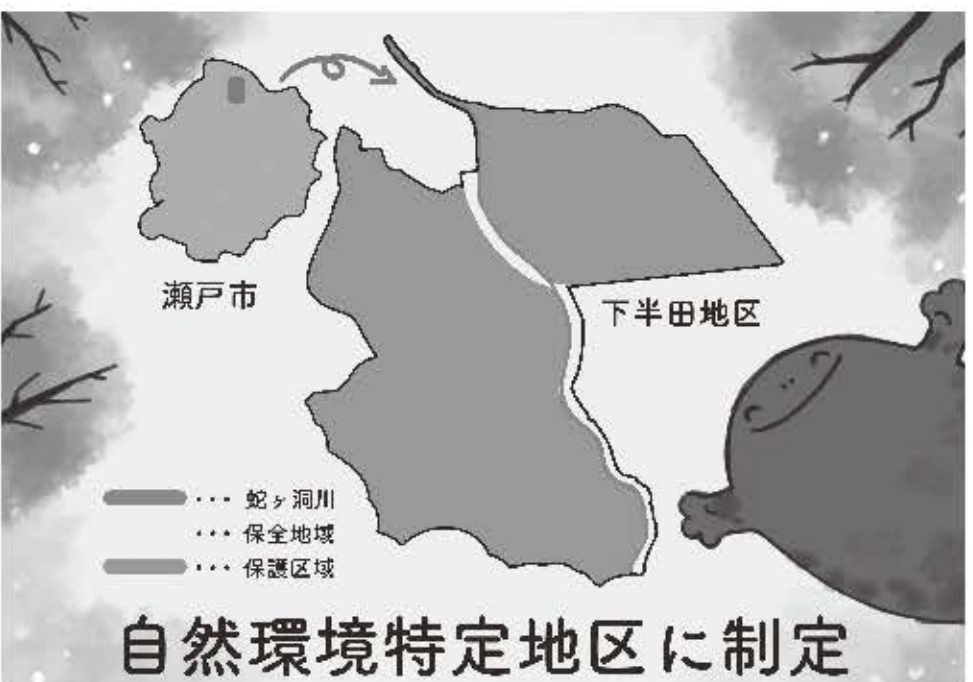 瀬戸市
下半田地区
・・・ 蛇ヶ洞川
・・・ 保全地域
・・・ 保護区域
自然環境特定地区に制定